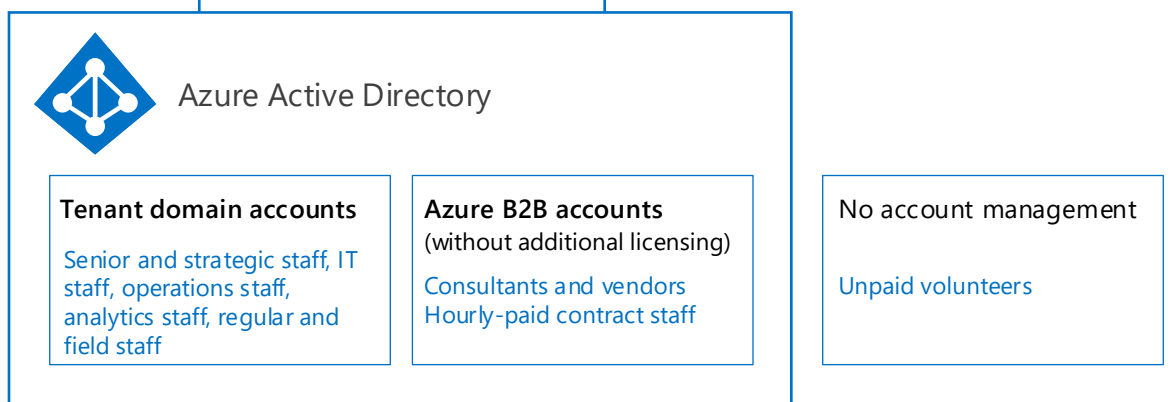 Azure Active Directory
Tenant domain accounts
Senior and strategic staff, IT
staff, operations staff,
analytics staff, regular and
field staff
Azure B2B accounts
(without additional licensing)
Consultants and vendors
Hourly-paid contract staff
No account management
Unpaid volunteers